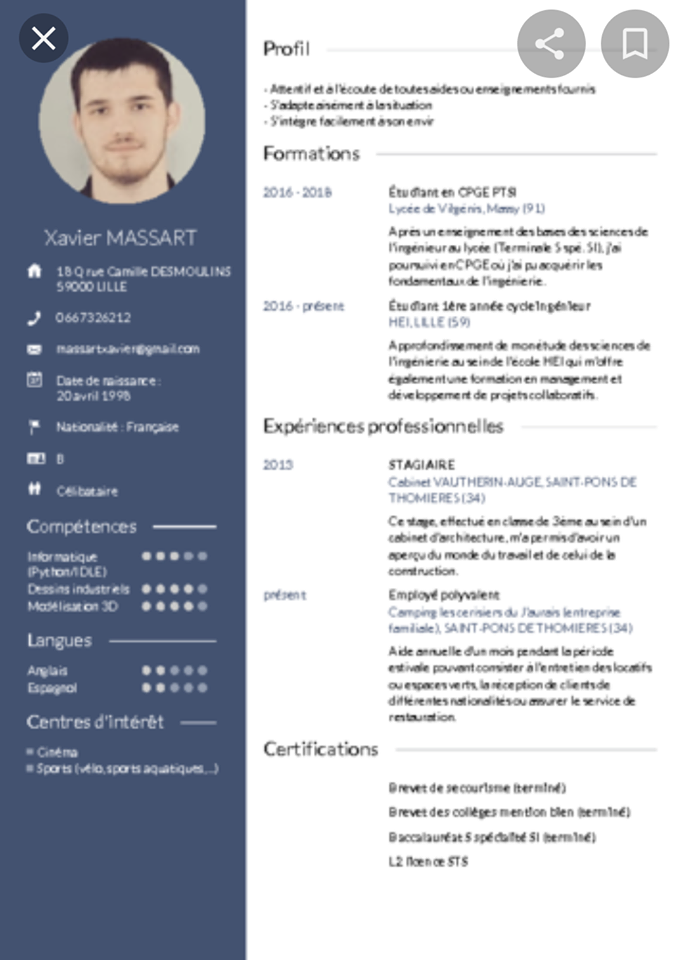 Xavier MASSART
18 Q rue Camille DESMOULINS
59000 LILLE
0667326212
massartxavier@gmail.com
Date de naissance :
20 avril 1998
Nationalité : Française
B
Célibataire
Compétences
Informatique
(Python/IDLE)
Dessins industriels
Modélisation 3D
Langues
Anglais
Espagnol
Centres d'intérêt
Cinéma
Sports (vélo, sports aquatiques,...)
Profil
- Attentif et à l'écoute de toutes aides ou enseignements fournis
- S'adapte aisément à la situation
- S'intègre facilement à son envir
Formations
2016 - 2018
Étudiant en CPGE PTSI
Lycée de Vilgénis, Massy (91)
Après un enseignement des bases des sciences de
l'ingénieur au lycée (Terminale S spé. SI), j'ai
poursuivi en CPGE où j'ai pu acquérir les
fondamentaux de l'ingénierie.
2016 - présent
Étudiant 1ère année cycle ingénieur
HEI, LILLE (59)
Approfondissement de mon étude des sciences de
l'ingénierie au sein de l'école HEI qui m'offre
également une formation en management et
développement de projets collaboratifs.
Expériences professionnelles
2013
STAGIAIRE
Cabinet VAUTHERIN-AUGE, SAINT-PONS DE
THOMIERES (34)
Ce stage, effectué en classe de 3ème au sein d'un
cabinet d'architecture, m'a permis d'avoir un
aperçu du monde du travail et de celui de la
construction.
présent
Employé polyvalent
Camping les cerisiers du Jaurais (entreprise
familiale), SAINT-PONS DE THOMIERES (34)
Aide annuelle d'un mois pendant la période
estivale pouvant consister à l'entretien des locatifs
ou espaces verts, la réception de clients de
différentes nationalités ou assurer le service de
restauration.
Certifications
Brevet de secourisme (terminé)
Brevet des collèges mention bien (terminé)
Baccalauréat S spécialité SI (terminé)
L2 licence STS